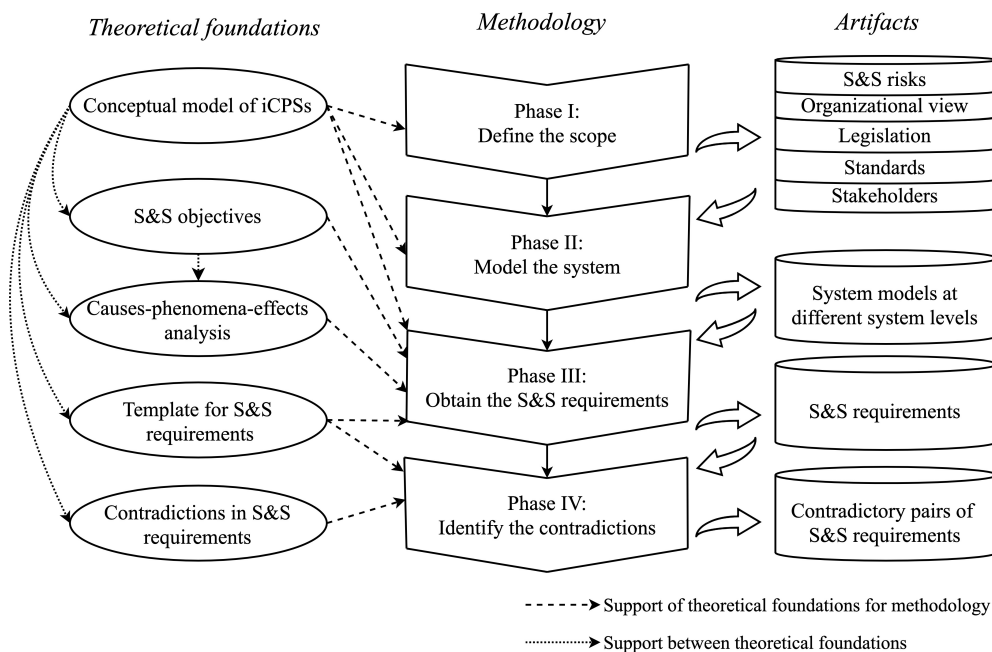 Theoretical foundations
Methodology
Artifacts
Conceptual model of iCPSs
S&S objectives
Causes-phenomena-effects
analysis
Template for S&S
requirements
Contradictions in S&S
requirements
Phase I:
Define the scope
Phase II:
Model the system
Phase III:
Obtain the S&S requirements
Phase IV:
Identify the contradictions
S&S risks
Organizational view
Legislation
Standards
Stakeholders
System models at
different system levels
S&S requirements
Contradictory pairs of
S&S requirements
Support of theoretical foundations for methodology
Support between theoretical foundations